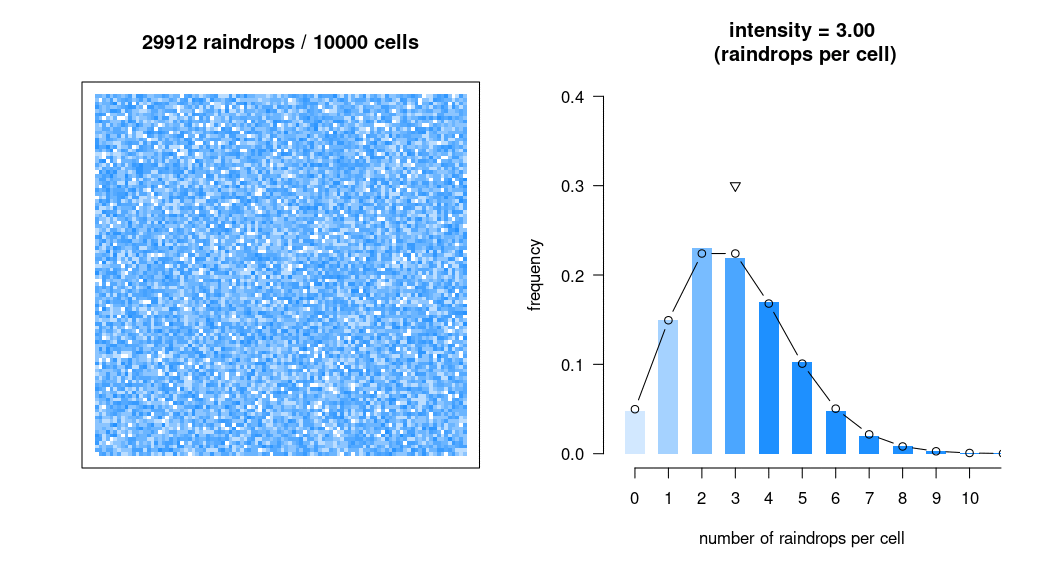 29912 raindrops / 10000 cells
intensity = 3.00
(raindrops per cell)
0.4
0.3
0.2
0.1
0.0
frequency
0 1 2 3 4 5 6 7 8 9 10
number of raindrops per cell